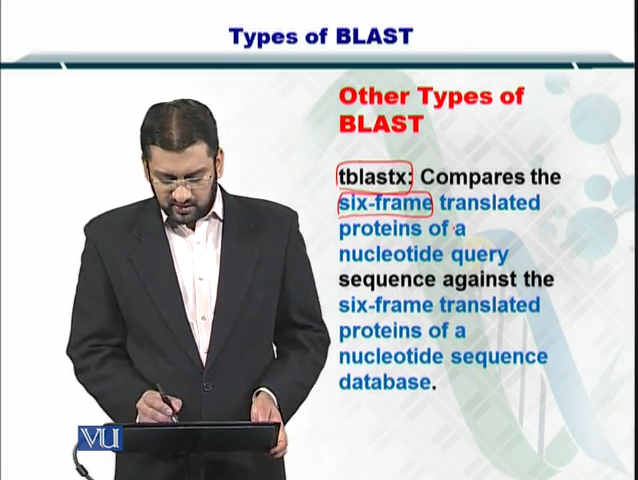 Types of BLAST
Other Types of
BLAST
tblastx: Compares the
six-frame translated
proteins of a
nucleotide query
sequence against the
six-frame translated
proteins of a
nucleotide sequence
database.
VU